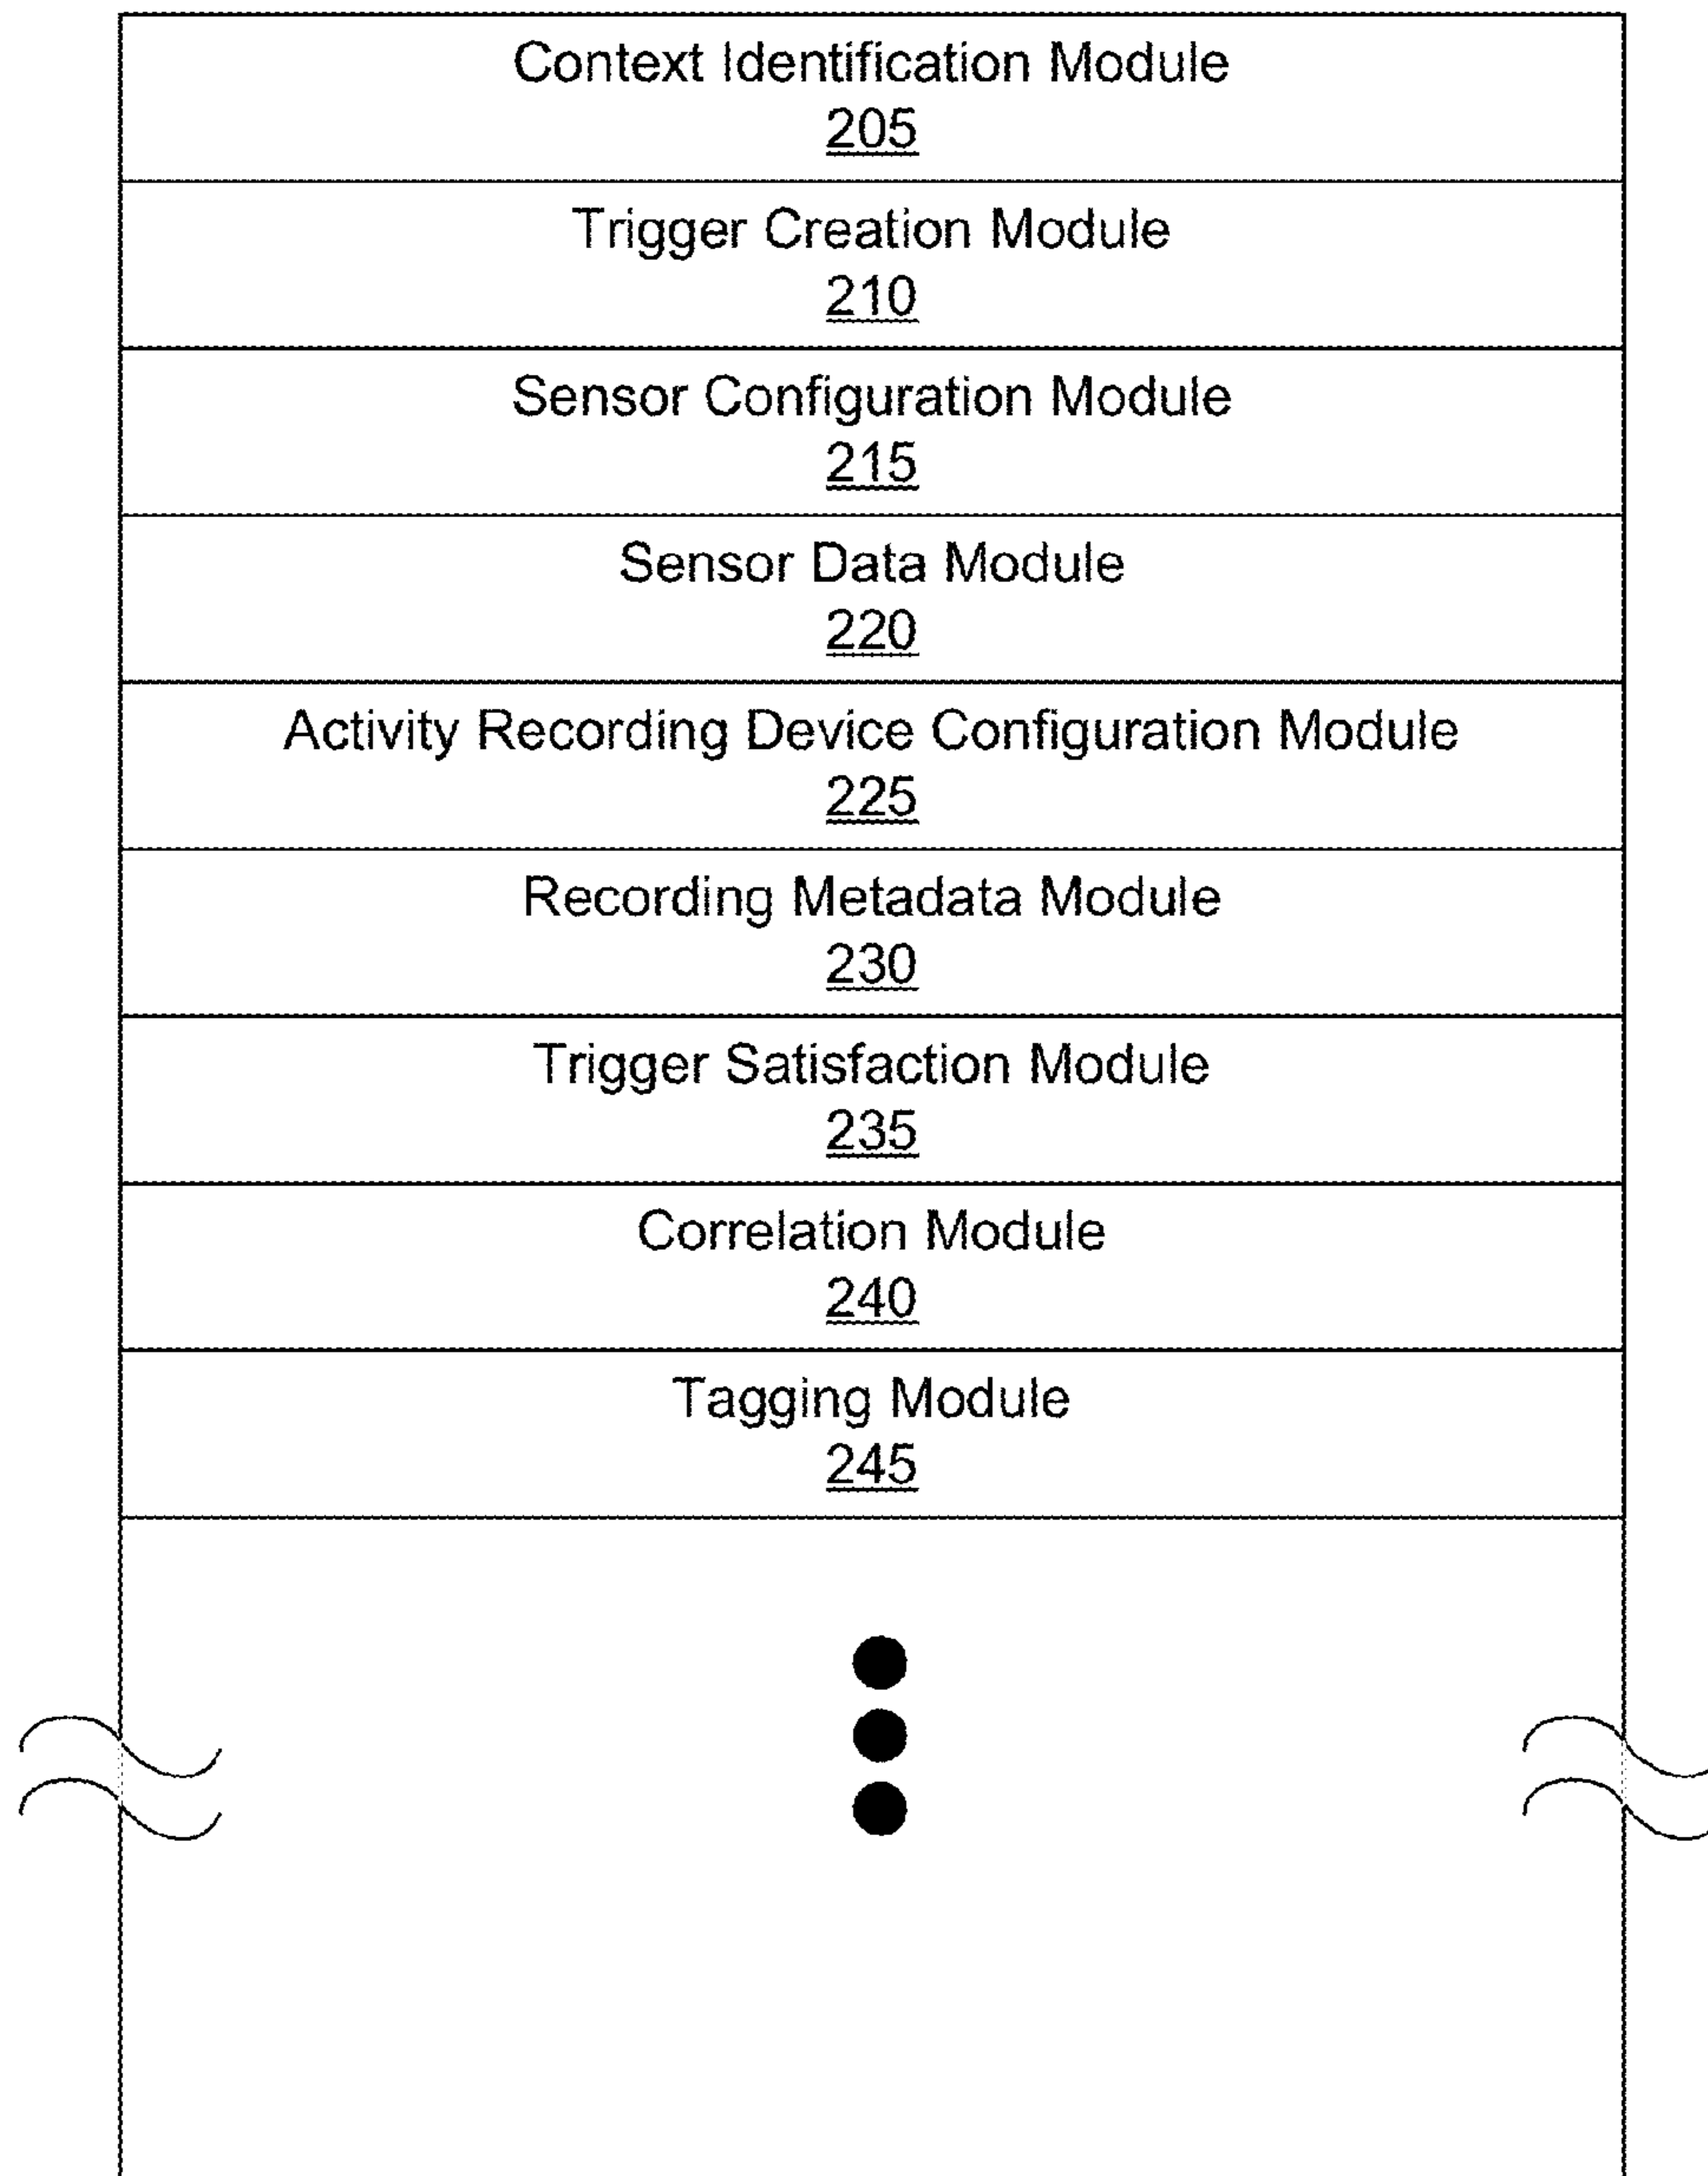 Context Identification Module
205
Trigger Creation Module
210
Sensor Configuration Module
215
Sensor Data Module
220
Activity Recording Device Configuration Module
225
Recording Metadata Module
230
Trigger Satisfaction Module
235
Correlation Module
240
Tagging Module
245